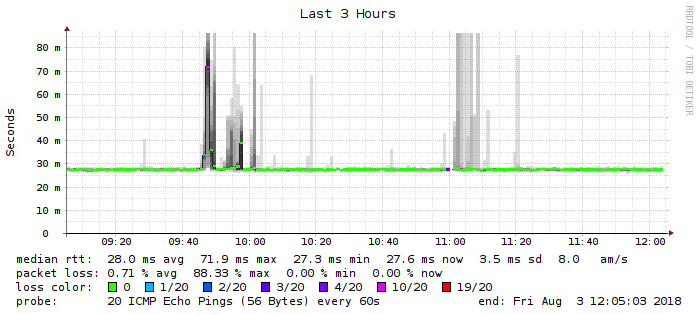 Last 3 Hours
RRDTOOL / TOBI OETIKER
Seconds
80 m
70 m
60 m
50 m
40 m
30 m
20 m
10 m
0
09:20 09:40 10:00 10:20 10:40 11:00 11:20 11:40 12:00
median rtt: 28.0 ms avg 71.9 ms max 27.3 ms min 27.6 ms now 3.5 ms sd 8.0 am/s
packet loss: 0.71 % avg 88.33 % max 0.00 % min 0.00 % now
loss color: 0 1/20 2/20 3/20 4/20 10/20 19/20
probe: 20 ICMP Echo Pings (56 Bytes) every 60s end: Fri Aug 3 12:05:03 2018